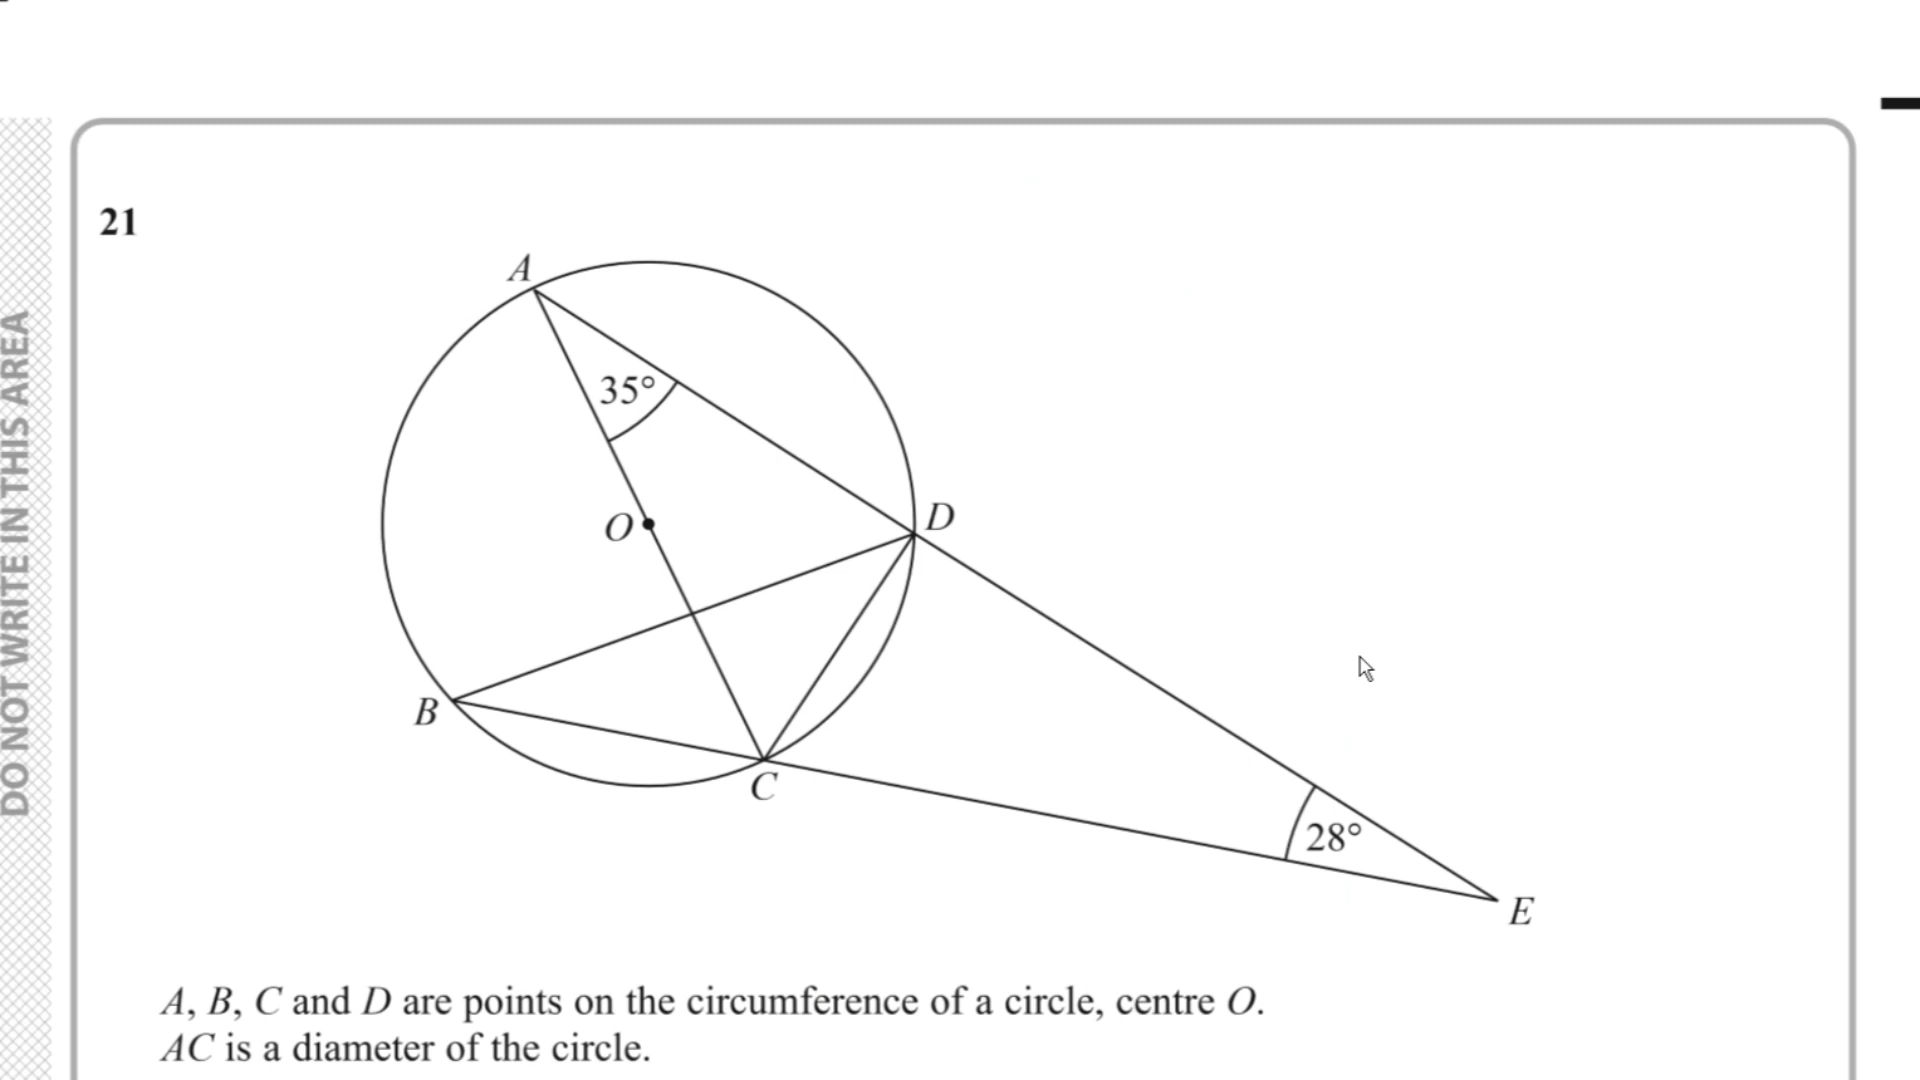 DO NOT WRITE IN THIS AREA
21
A
35°
O
D
B
C
28°
E
A, B, C and D are points on the circumference of a circle, centre O.
AC is a diameter of the circle.